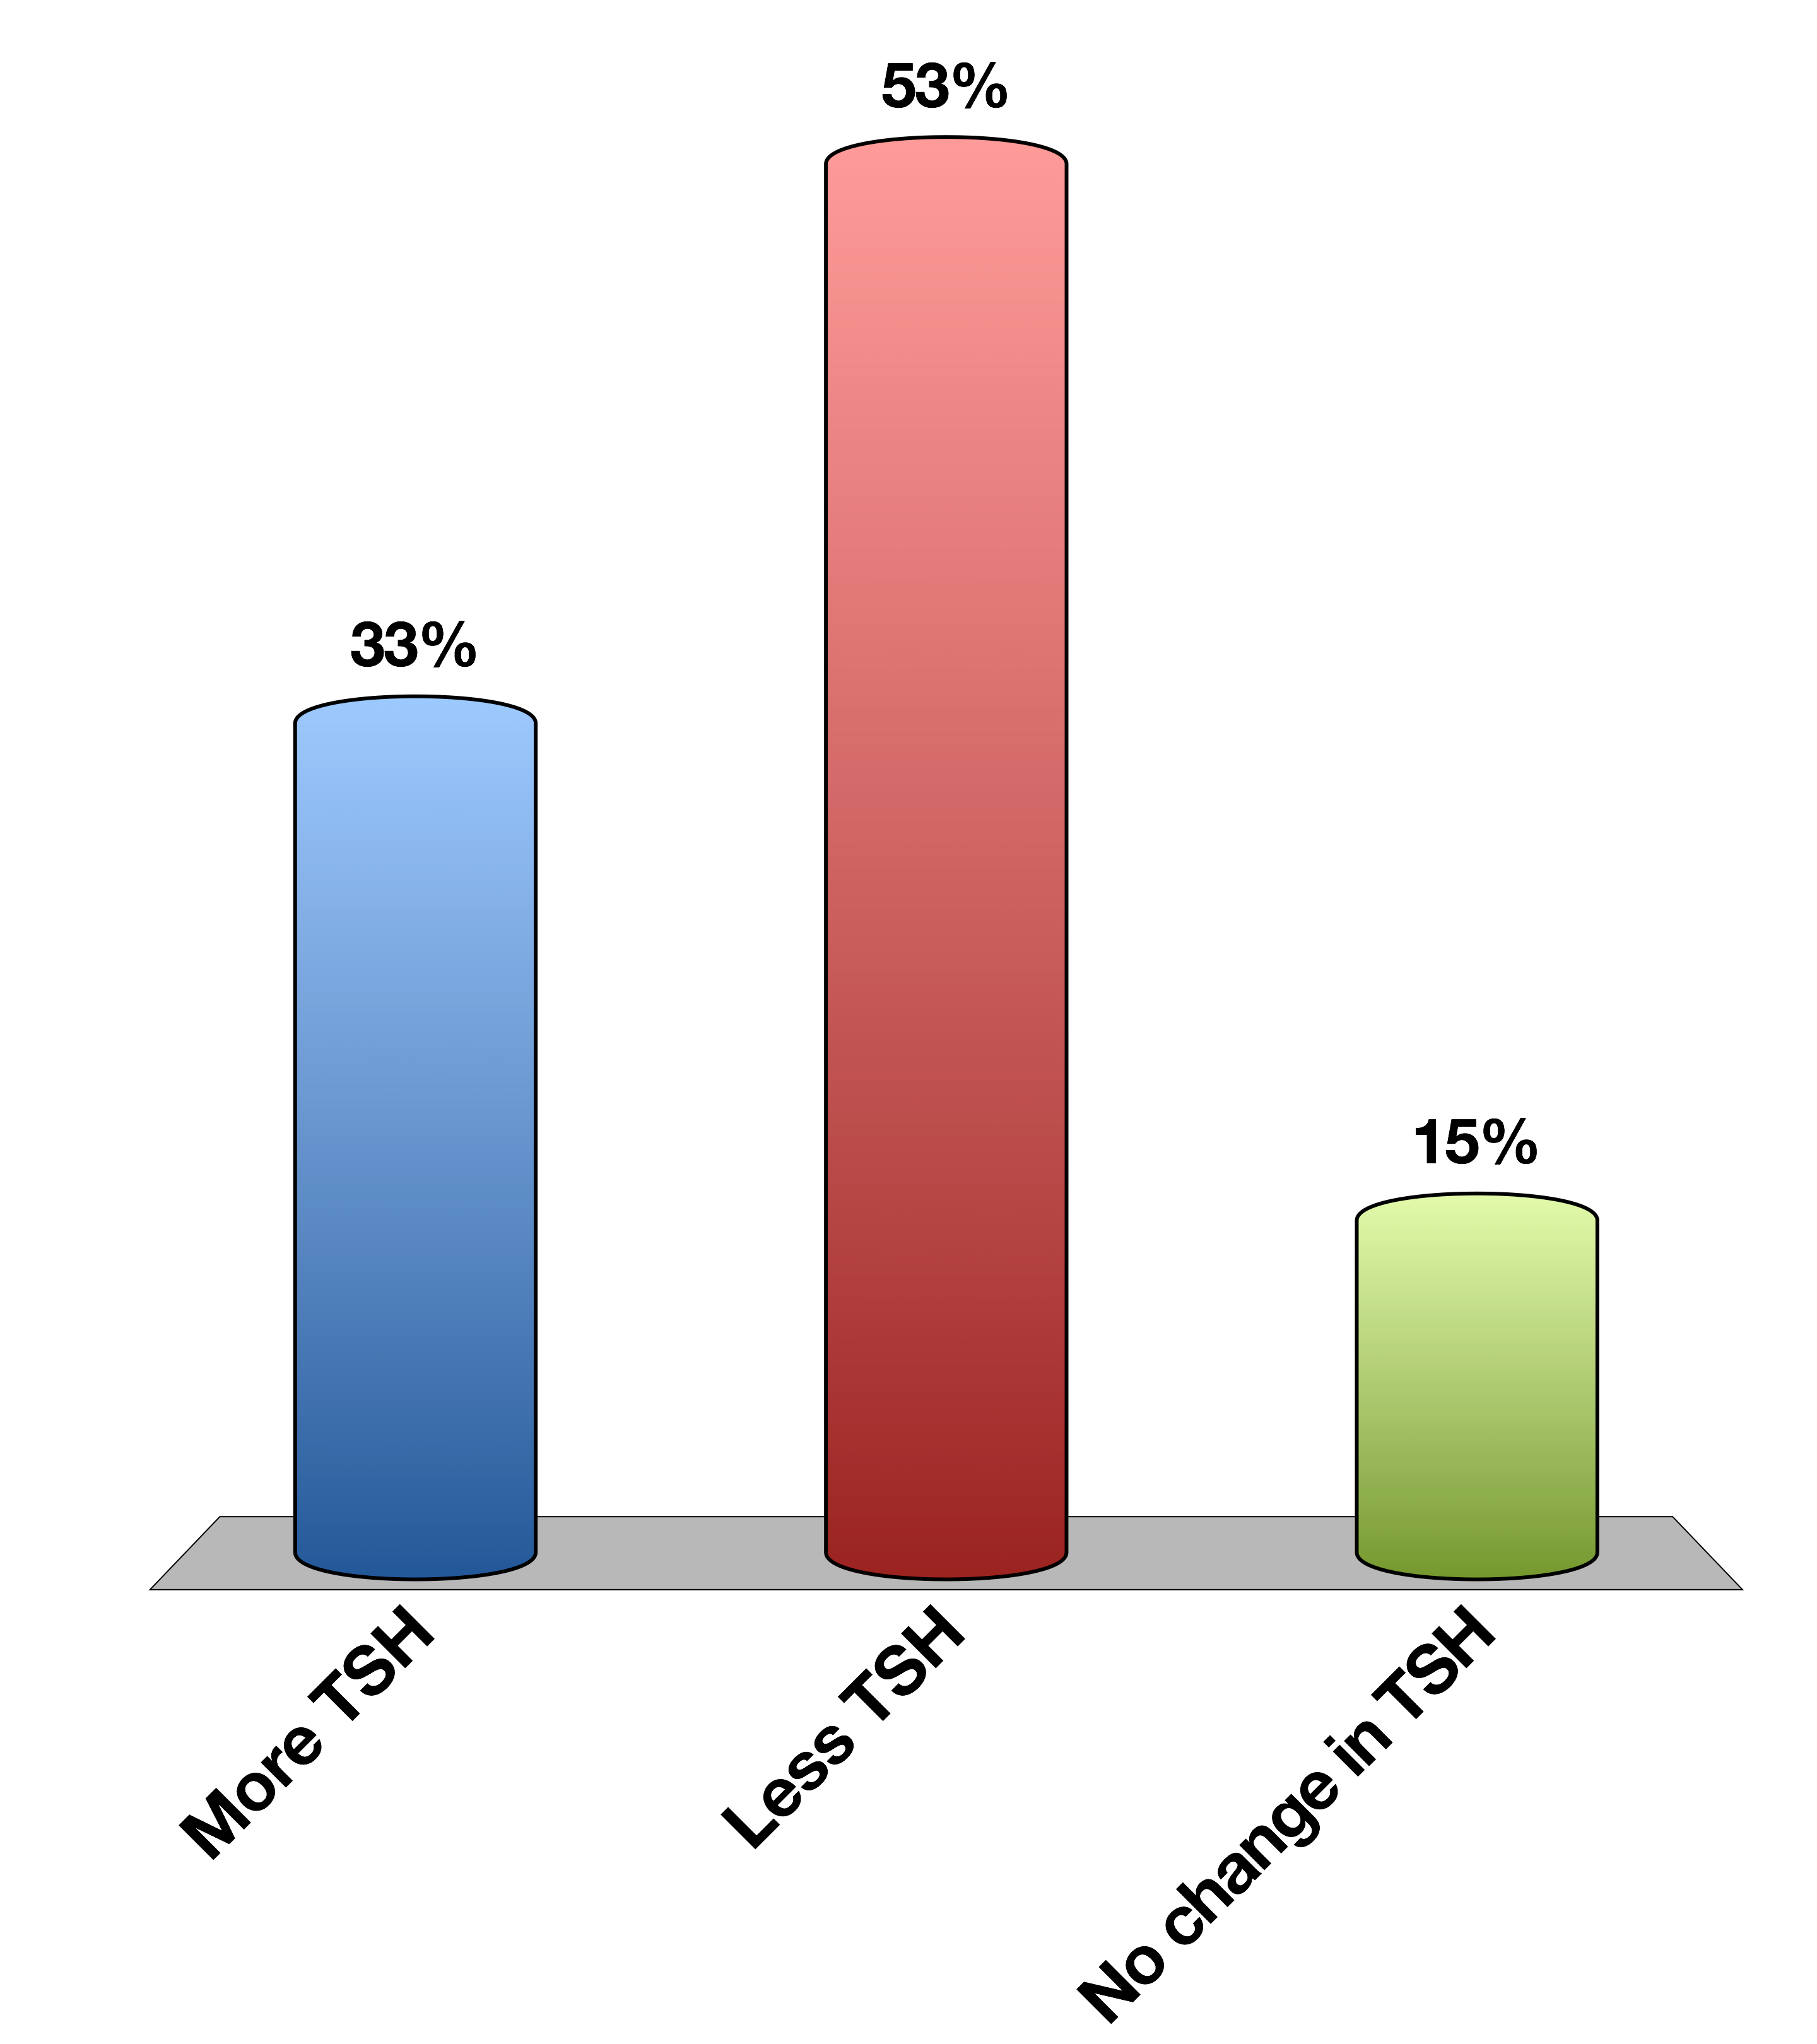 53%
33%
15%
More TSH
Less TSH
No change in TSH